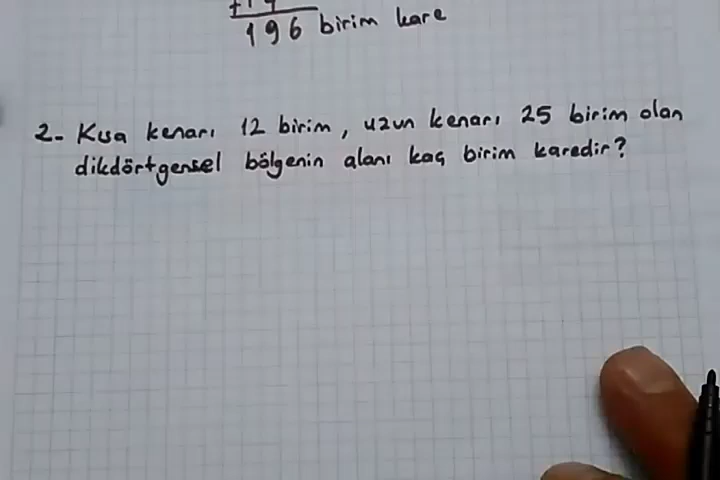 196 birim kare
2- Kısa kenarı 12 birim, uzun kenarı 25 birim olan
dikdörtgensel bölgenin alanı kaç birim karedir?